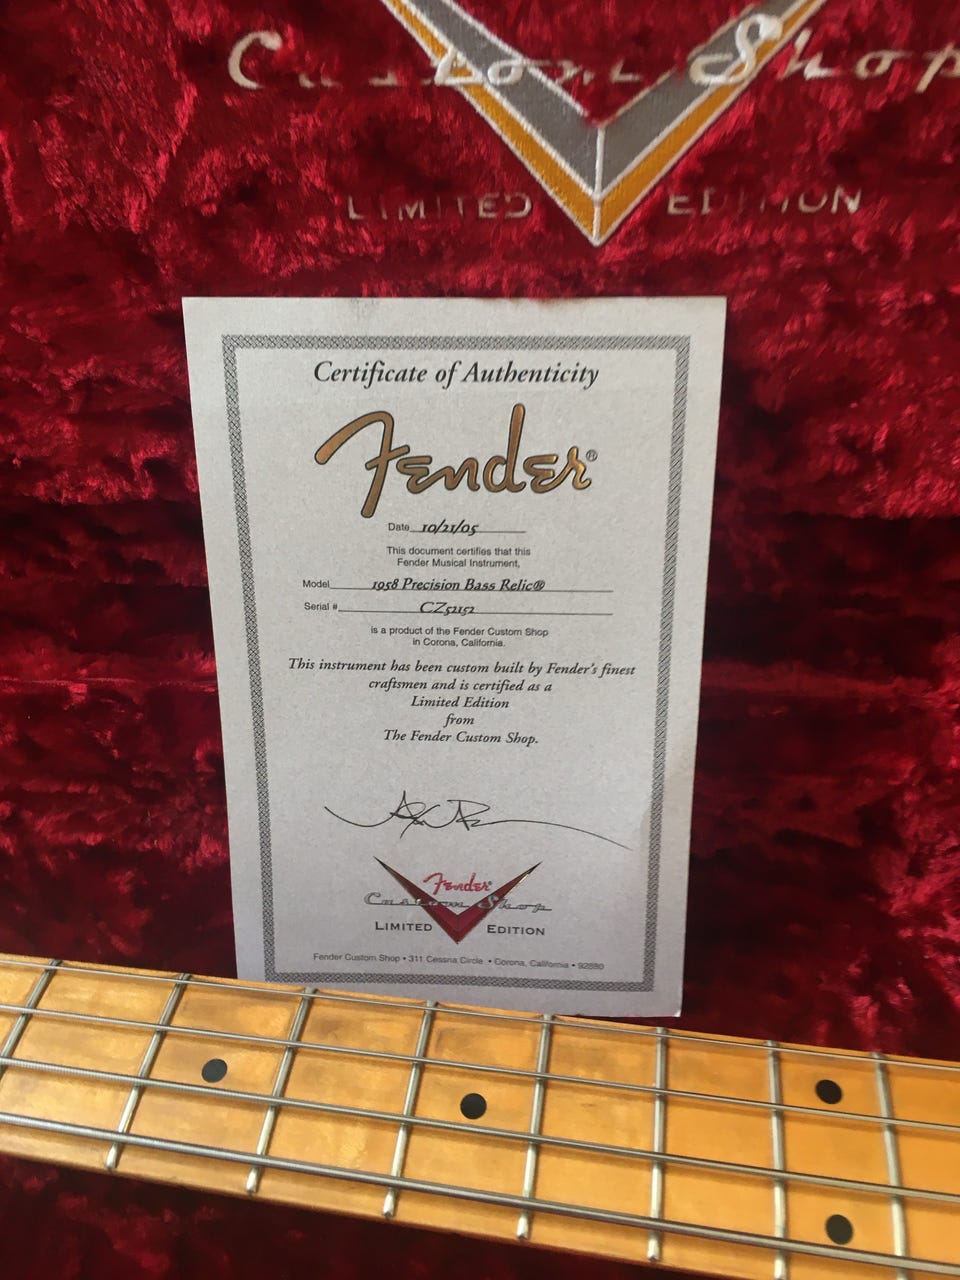 Custom Shop
LIMITED EDITION
Certificate of Authenticity
Fender®
Date 10/21/05
This document certifies that this
Fender Musical Instrument,
Model 1958 Precision Bass Relic®
Serial # CZ52152
is a product of the Fender Custom Shop
in Corona, California.
This instrument has been custom built by Fender's finest
craftsmen and is certified as a
Limited Edition
from
The Fender Custom Shop.
Fender®
Custom Shop
LIMITED EDITION
Fender Custom Shop • 311 Cessna Circle • Corona, California • 92880